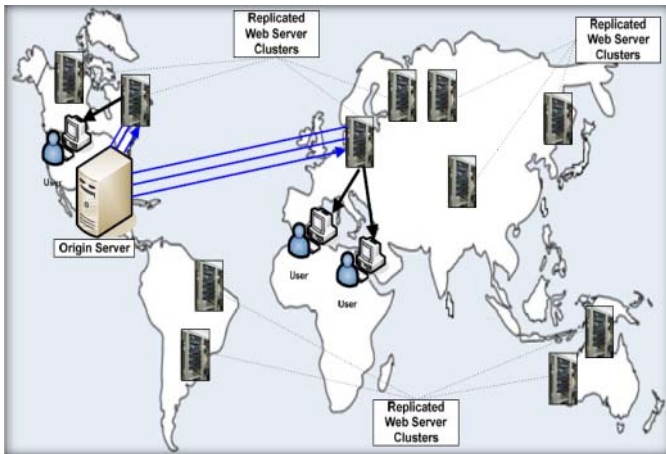 Replicated
Web Server
Clusters
Replicated
Web Server
Clusters
User
Origin Server
User
User
Replicated
Web Server
Clusters